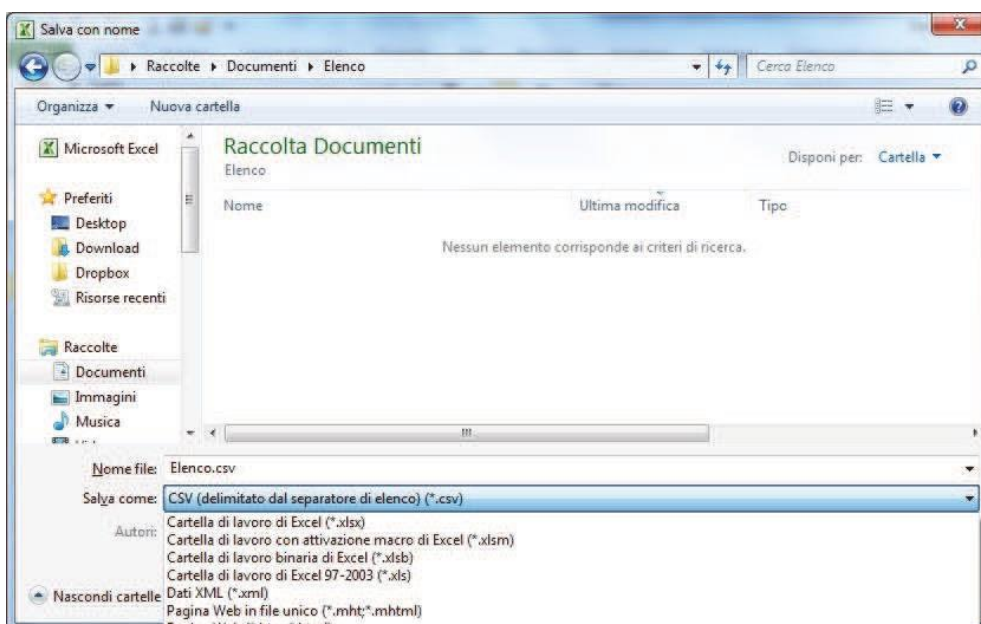 Salva con nome
Raccolte Documenti Elenco
Cerca Elenco
Organizza Nuova cartella
Microsoft Excel
Preferiti
Desktop
Download
Dropbox
Risorse recenti
Raccolte
Documenti
Immagini
Musica
Raccolta Documenti
Elenco
Disponi per: Cartella
Nome Ultima modifica Tipo
Nessun elemento corrisponde ai criteri di ricerca.
Nome file: Elenco.csv
Salva come: CSV (delimitato dal separatore di elenco) (*.csv)
Autori:
Cartella di lavoro di Excel (*.xlsx)
Cartella di lavoro con attivazione macro di Excel (*.xlsm)
Cartella di lavoro binaria di Excel (*.xlsb)
Cartella di lavoro di Excel 97-2003 (*.xls)
Dati XML (*.xml)
Pagina Web in file unico (*.mht;*.mhtml)
Nascondi cartelle